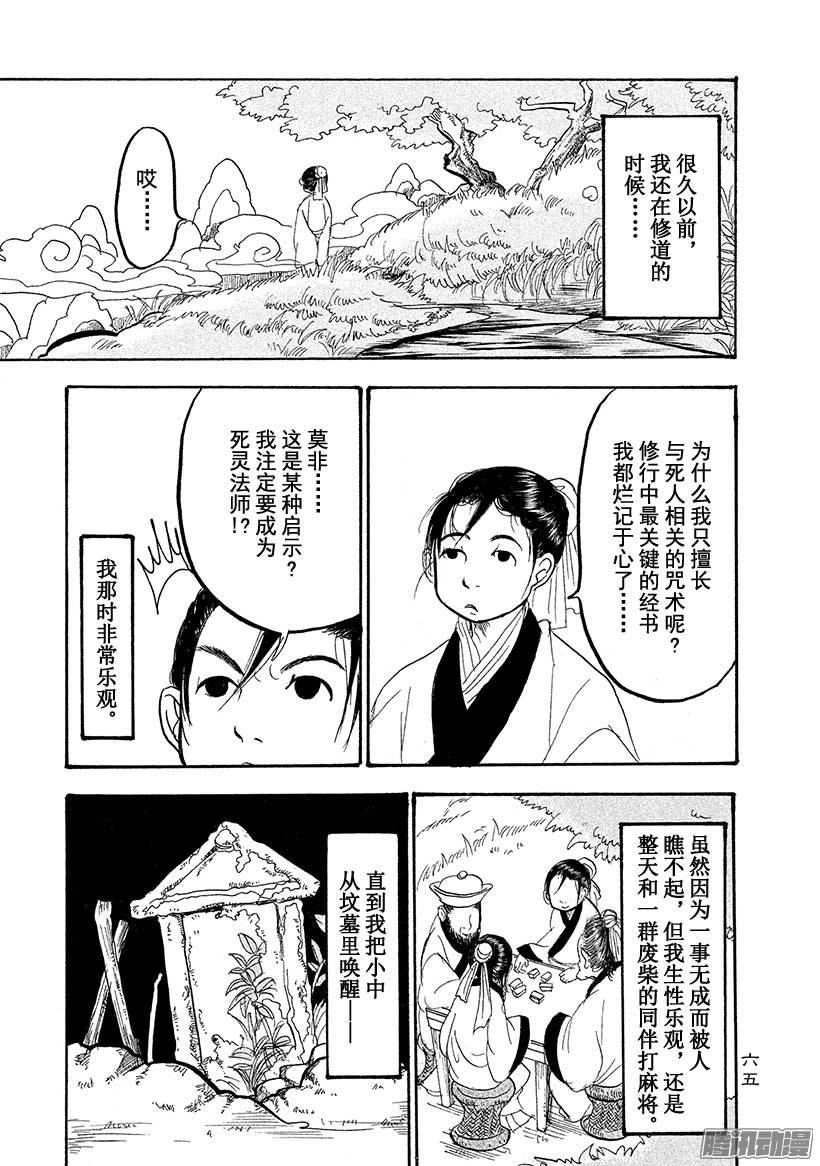 很久以前，
我还在修道的
时候……
哎……
为什么我只擅长
与死人相关的咒术呢？
修行中最关键的经书
我都烂记于心了……
莫非……
这是某种启示？
我注定要成为
死灵法师！？
我那时非常乐观。
虽然因为一事无成而被人
瞧不起，但我生性乐观，还是
整天和一群废柴的同伴打麻将。
直到我把小中
从坟墓里唤醒——
六五
腾讯动漫